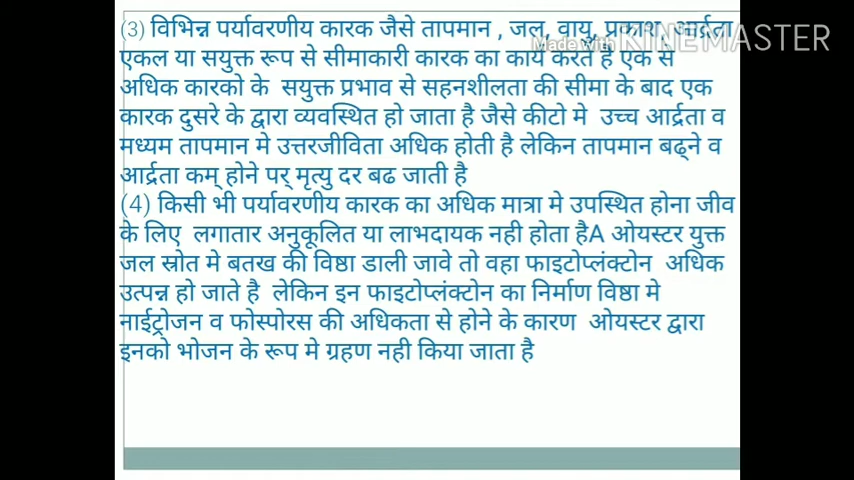 (3) विभिन्न पर्यावरणीय कारक जैसे तापमान , जल, वायु, प्रकाश, आर्द्रता
Made with KINEMASTER
एकल या सयुक्त रूप से सीमाकारी कारक का कार्य करते है एक से
अधिक कारको के सयुक्त प्रभाव से सहनशीलता की सीमा के बाद एक
कारक दुसरे के द्वारा व्यवस्थित हो जाता है जैसे कीटो मे उच्च आर्द्रता व
मध्यम तापमान मे उत्तरजीविता अधिक होती है लेकिन तापमान बढ्ने व
आर्द्रता कम् होने पर् मृत्यु दर बढ जाती है
(4) किसी भी पर्यावरणीय कारक का अधिक मात्रा मे उपस्थित होना जीव
के लिए लगातार अनुकूलित या लाभदायक नही होता हैA ओयस्टर युक्त
जल स्रोत मे बतख की विष्ठा डाली जावे तो वहा फाइटोप्लंक्टोन अधिक
उत्पन्न हो जाते है लेकिन इन फाइटोप्लंक्टोन का निर्माण विष्ठा मे
नाईट्रोजन व फोस्पोरस की अधिकता से होने के कारण ओयस्टर द्वारा
इनको भोजन के रूप मे ग्रहण नही किया जाता है